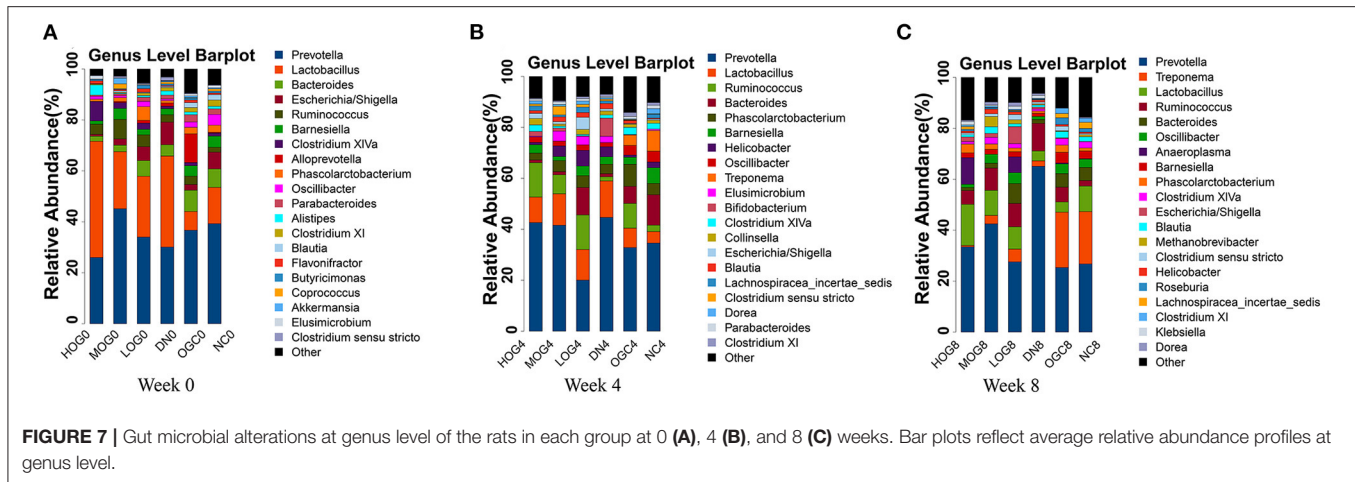 A
Genus Level Barplot
Relative Abundance(%)
100
80
60
40
20
0
HOG0
MOG0
LOG0
DN0
OGC0
NC0
Week 0
Prevotella
Lactobacillus
Bacteroides
Escherichia/Shigella
Ruminococcus
Barnesiella
Clostridium XIVa
Alloprevotella
Phascolarctobacterium
Oscillibacter
Parabacteroides
Alistipes
Clostridium XI
Blautia
Flavonifractor
Butyricimonas
Coprococcus
Akkermansia
Elusimicrobium
Clostridium sensu stricto
Other
B
Genus Level Barplot
Relative Abundance(%)
100
80
60
40
20
0
HOG4
MOG4
LOG4
DN4
OGC4
NC4
Week 4
Prevotella
Lactobacillus
Ruminococcus
Bacteroides
Phascolarctobacterium
Barnesiella
Helicobacter
Oscillibacter
Treponema
Elusimicrobium
Bifidobacterium
Clostridium XIVa
Collinsella
Escherichia/Shigella
Blautia
Lachnospiracea_incertae_sedis
Clostridium sensu stricto
Dorea
Parabacteroides
Clostridium XI
Other
C
Genus Level Barplot
Relative Abundance(%)
100
80
60
40
20
0
HOG8
MOG8
LOG8
DN8
OGC8
NC8
Week 8
Prevotella
Treponema
Lactobacillus
Ruminococcus
Bacteroides
Oscillibacter
Anaeroplasma
Barnesiella
Phascolarctobacterium
Clostridium XIVa
Escherichia/Shigella
Blautia
Methanobrevibacter
Clostridium sensu stricto
Helicobacter
Roseburia
Lachnospiracea_incertae_sedis
Clostridium XI
Klebsiella
Dorea
Other
FIGURE 7 | Gut microbial alterations at genus level of the rats in each group at 0 (A), 4 (B), and 8 (C) weeks. Bar plots reflect average relative abundance profiles at
genus level.